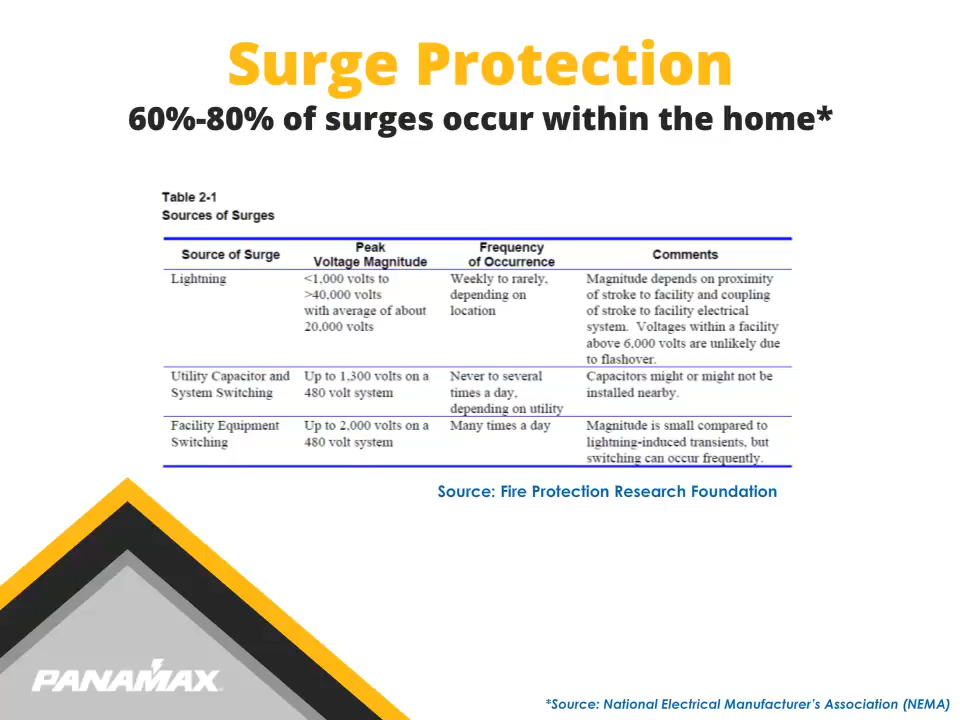 Surge Protection
60%-80% of surges occur within the home*
Table 2-1
Sources of Surges
Source of Surge
Peak
Voltage Magnitude
Frequency
of Occurrence
Comments
Lightning
<1,000 volts to
>40,000 volts
with average of about
20,000 volts
Weekly to rarely,
depending on
location
Magnitude depends on proximity
of stroke to facility and coupling
of stroke to facility electrical
system. Voltages within a facility
above 6,000 volts are unlikely due
to flashover.
Utility Capacitor and
System Switching
Up to 1,300 volts on a
480 volt system
Never to several
times a day,
depending on utility
Capacitors might or might not be
installed nearby.
Facility Equipment
Switching
Up to 2,000 volts on a
480 volt system
Many times a day
Magnitude is small compared to
lightning-induced transients, but
switching can occur frequently.
Source: Fire Protection Research Foundation
PANAMAX
*Source: National Electrical Manufacturer’s Association (NEMA)